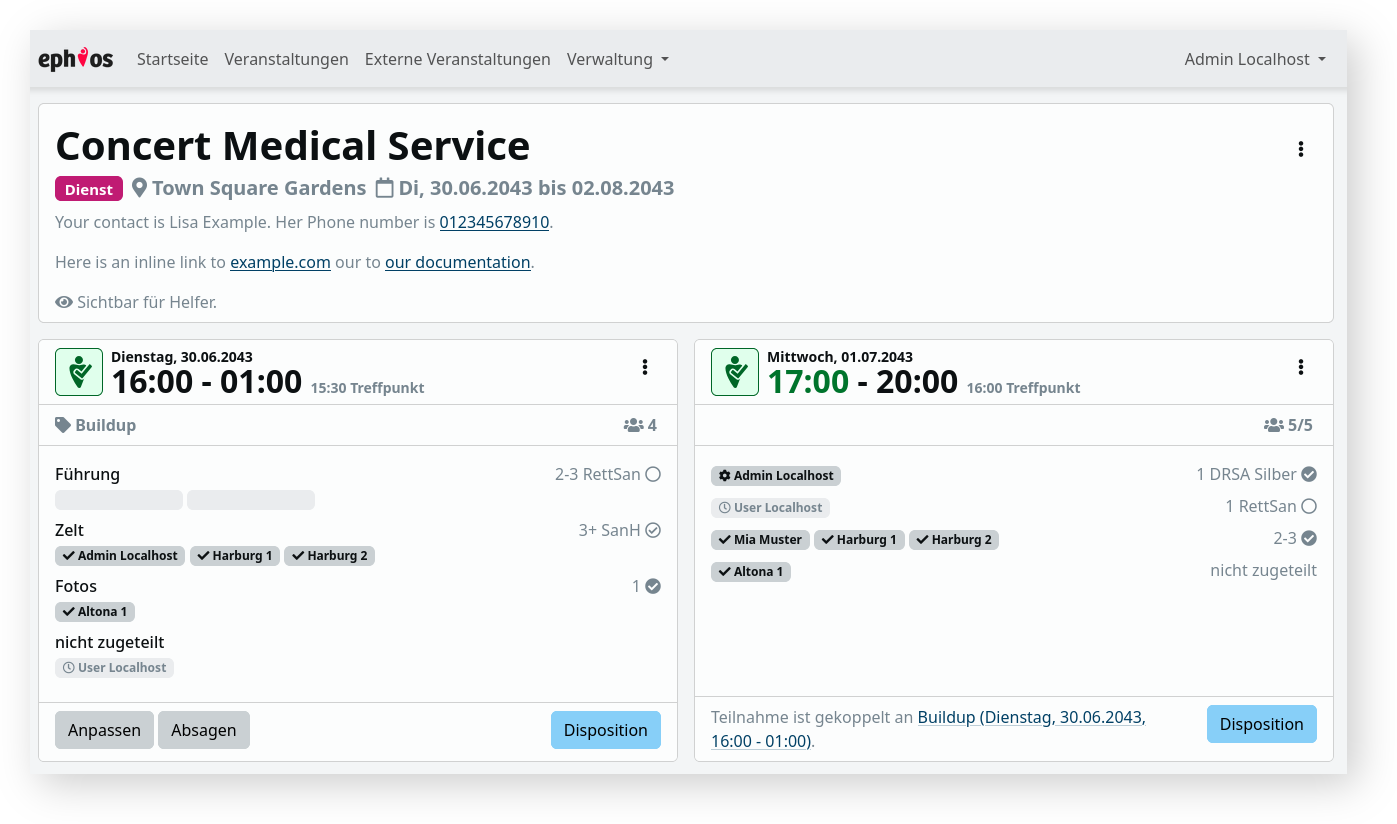 ephios Startseite Veranstaltungen Externe Veranstaltungen Verwaltung Admin Localhost
Concert Medical Service
Dienst Town Square Gardens Di, 30.06.2043 bis 02.08.2043
Your contact is Lisa Example. Her Phone number is 012345678910.
Here is an inline link to example.com our to our documentation.
Sichtbar für Helfer.
Dienstag, 30.06.2043
16:00 - 01:00 15:30 Treffpunkt
Buildup 4
Führung 2-3 RettSan
Zelt 3+ SanH
Admin Localhost Harburg 1 Harburg 2
Fotos 1
Altona 1
nicht zugeteilt
User Localhost
Anpassen Absagen Disposition
Mittwoch, 01.07.2043
17:00 - 20:00 16:00 Treffpunkt
5/5
Admin Localhost 1 DRSA Silber
User Localhost 1 RettSan
Mia Muster Harburg 1 Harburg 2 2-3
Altona 1 nicht zugeteilt
Teilnahme ist gekoppelt an Buildup (Dienstag, 30.06.2043,
16:00 - 01:00).
Disposition